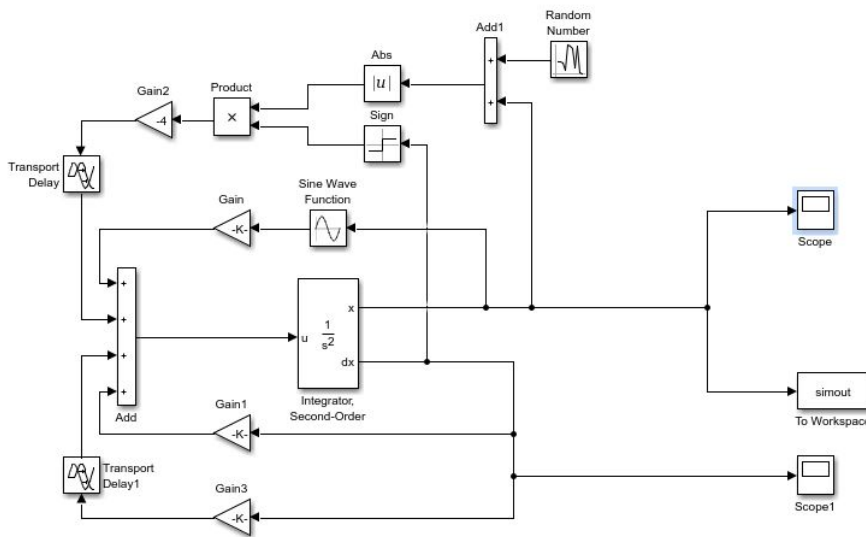 Random
Number
Add1
+
+
Abs
|u|
Product
×
Gain2
-4
Sign
Transport
Delay
Gain
-K-
Sine Wave
Function
Scope
+
+
+
+
Add
u
1
s²
x
dx
Integrator,
Second-Order
simout
To Workspace
Gain1
-K-
Transport
Delay1
Gain3
-K-
Scope1